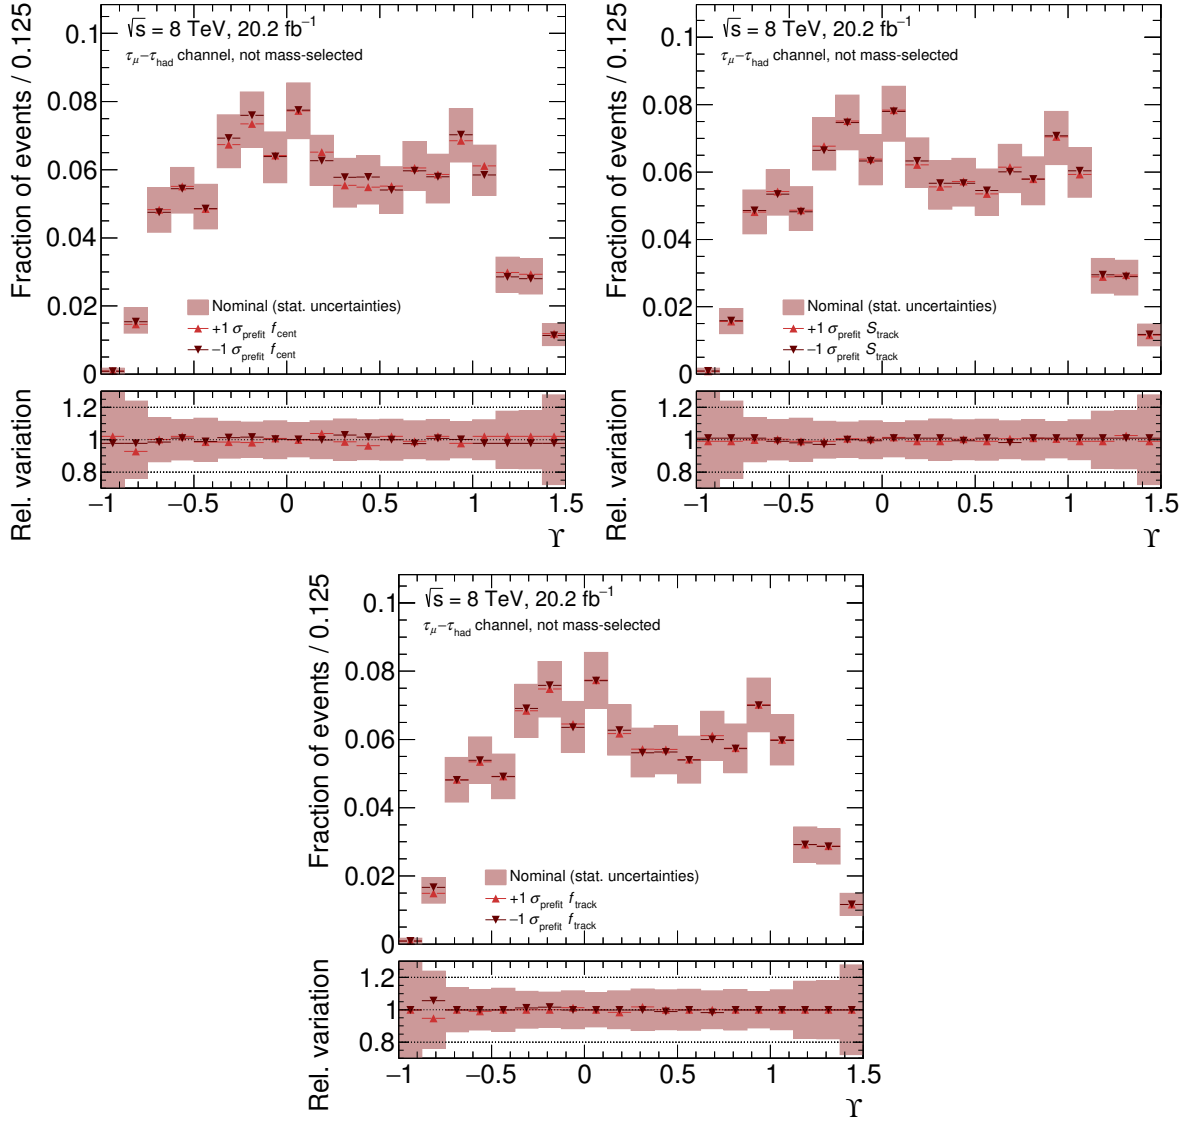 Fraction of events / 0.125
0.1
0.08
0.06
0.04
0.02
0
√s = 8 TeV, 20.2 fb⁻¹
τμ−τhad channel, not mass-selected
Nominal (stat. uncertainties)
+1 σprefit fcent
−1 σprefit fcent
Rel. variation
1.2
1
0.8
−1 −0.5 0 0.5 1 1.5
ϒ
Fraction of events / 0.125
0.1
0.08
0.06
0.04
0.02
0
√s = 8 TeV, 20.2 fb⁻¹
τμ−τhad channel, not mass-selected
Nominal (stat. uncertainties)
+1 σprefit Strack
−1 σprefit Strack
Rel. variation
1.2
1
0.8
−1 −0.5 0 0.5 1 1.5
ϒ
Fraction of events / 0.125
0.1
0.08
0.06
0.04
0.02
0
√s = 8 TeV, 20.2 fb⁻¹
τμ−τhad channel, not mass-selected
Nominal (stat. uncertainties)
+1 σprefit ftrack
−1 σprefit ftrack
Rel. variation
1.2
1
0.8
−1 −0.5 0 0.5 1 1.5
ϒ